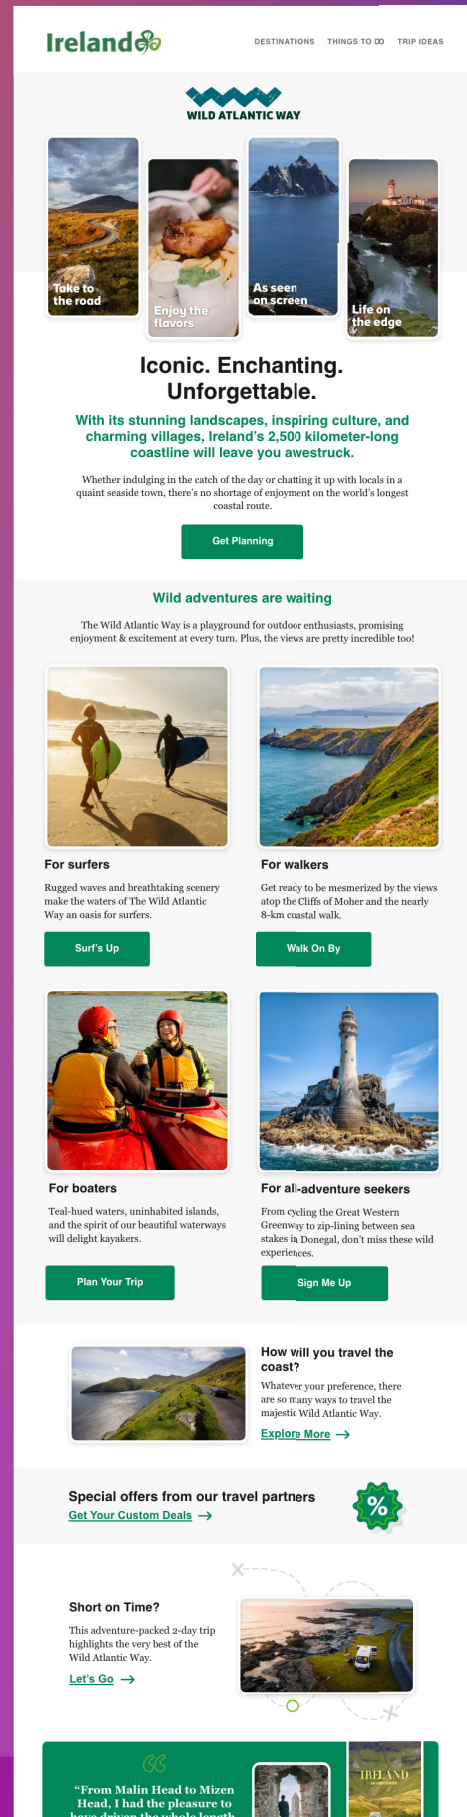 Ireland
DESTINATIONS THINGS TO DO TRIP IDEAS
WILD ATLANTIC WAY
Take to
the road
Enjoy the
flavors
As seen
on screen
Life on
the edge
Iconic. Enchanting.
Unforgettable.
With its stunning landscapes, inspiring culture, and
charming villages, Ireland's 2,500 kilometer-long
coastline will leave you awestruck.
Whether indulging in the catch of the day or chatting it up with locals in a
quaint seaside town, there's no shortage of enjoyment on the world's longest
coastal route.
Get Planning
Wild adventures are waiting
The Wild Atlantic Way is a playground for outdoor enthusiasts, promising
enjoyment & excitement at every turn. Plus, the views are pretty incredible too!
For surfers
Rugged waves and breathtaking scenery
make the waters of The Wild Atlantic
Way an oasis for surfers.
Surf's Up
For walkers
Get ready to be mesmerized by the views
atop the Cliffs of Moher and the nearly
8-km coastal walk.
Walk On By
For boaters
Teal-hued waters, uninhabited islands,
and the spirit of our beautiful waterways
will delight kayakers.
Plan Your Trip
For all-adventure seekers
From cycling the Great Western
Greenway to zip-lining between sea
stakes in Donegal, don't miss these wild
experiences.
Sign Me Up
How will you travel the
coast?
Whatever your preference, there
are so many ways to travel the
majestic Wild Atlantic Way.
Explore More →
Special offers from our travel partners
Get Your Custom Deals →
%
Short on Time?
This adventure-packed 2-day trip
highlights the very best of the
Wild Atlantic Way.
Let's Go →
"From Malin Head to Mizen
Head, I had the pleasure to
have driven the whole length
IRELAND